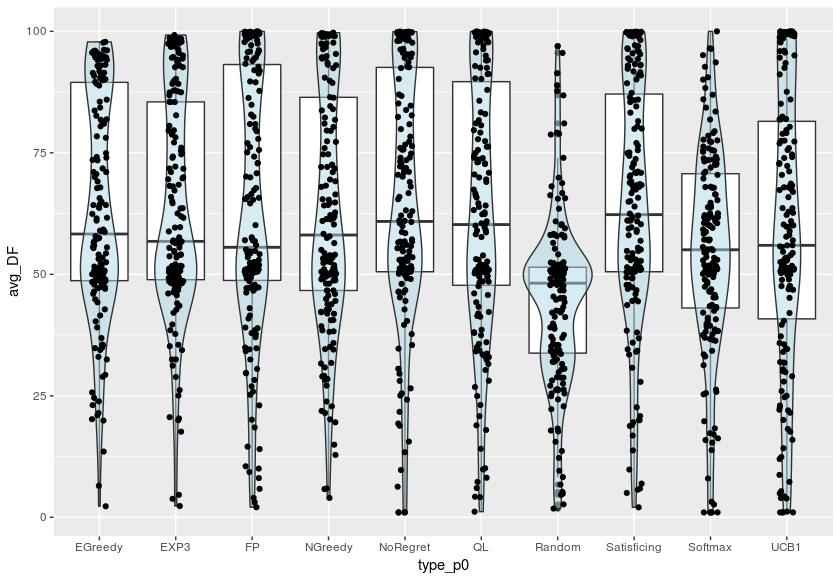 100
75
50
25
0
avg_DF
EGreedy EXP3 FP NGreedy NoRegret QL Random Satisficing Softmax UCB1
type_p0